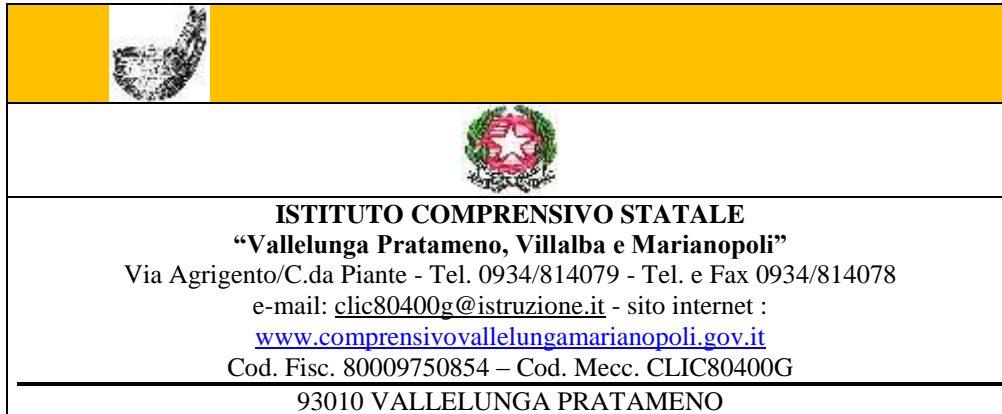 ISTITUTO COMPRENSIVO STATALE
“Vallelunga Pratameno, Villalba e Marianopoli”
Via Agrigento/C.da Piante - Tel. 0934/814079 - Tel. e Fax 0934/814078
e-mail: clic80400g@istruzione.it - sito internet :
www.comprensivovallelungamarianopoli.gov.it
Cod. Fisc. 80009750854 – Cod. Mecc. CLIC80400G
93010 VALLELUNGA PRATAMENO